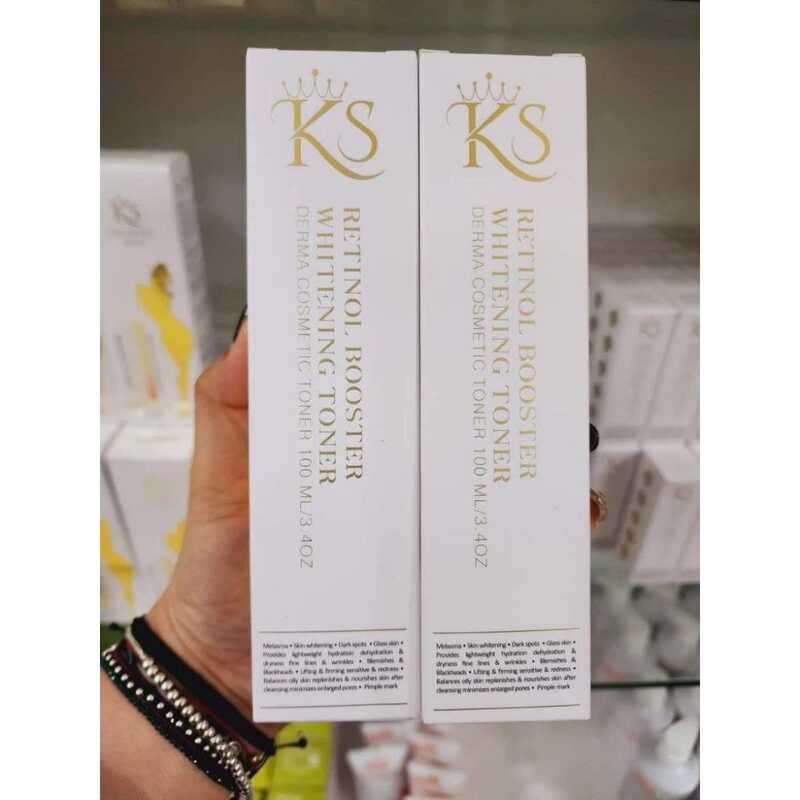 KS
RETINOL BOOSTER
WHITENING TONER
DERMA COSMETIC TONER 100 ML/3.4OZ
Melasma • Skin whitening • Dark spots • Glass skin •
Provides lightweight hydration dehydration &
dryness fine lines & wrinkles • Blemishes &
Blackheads • Lifting & firming sensitive & redness •
Balances oily skin replenishes & nourishes skin after
cleansing minimizes enlarged pores • Pimple mark
KS
RETINOL BOOSTER
WHITENING TONER
DERMA COSMETIC TONER 100 ML/3.4OZ
Melasma • Skin whitening • Dark spots • Glass skin •
Provides lightweight hydration dehydration &
dryness fine lines & wrinkles • Blemishes &
Blackheads • Lifting & firming sensitive & redness •
Balances oily skin replenishes & nourishes skin after
cleansing minimizes enlarged pores • Pimple mark
KS